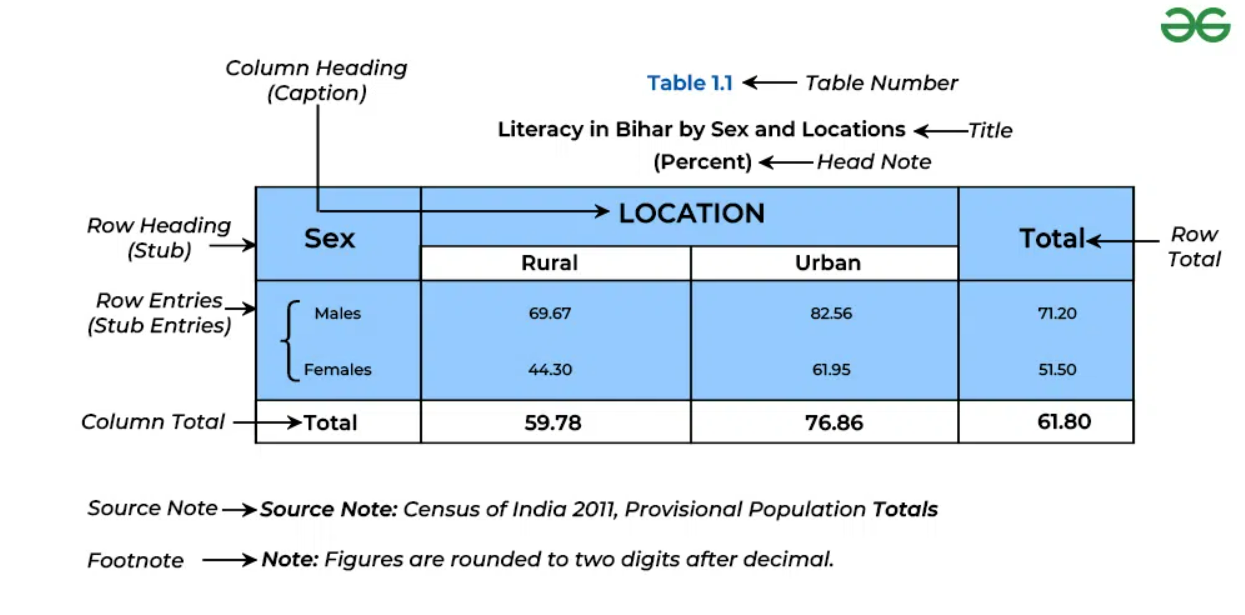 Column Heading
(Caption)
Table 1.1 Table Number
Literacy in Bihar by Sex and Locations Title
(Percent) Head Note
Row Heading
(Stub)
Sex LOCATION Total Row
Total
Rural Urban
Row Entries
(Stub Entries)
Males 69.67 82.56 71.20
Females 44.30 61.95 51.50
Column Total Total 59.78 76.86 61.80
Source Note Source Note: Census of India 2011, Provisional Population Totals
Footnote Note: Figures are rounded to two digits after decimal.